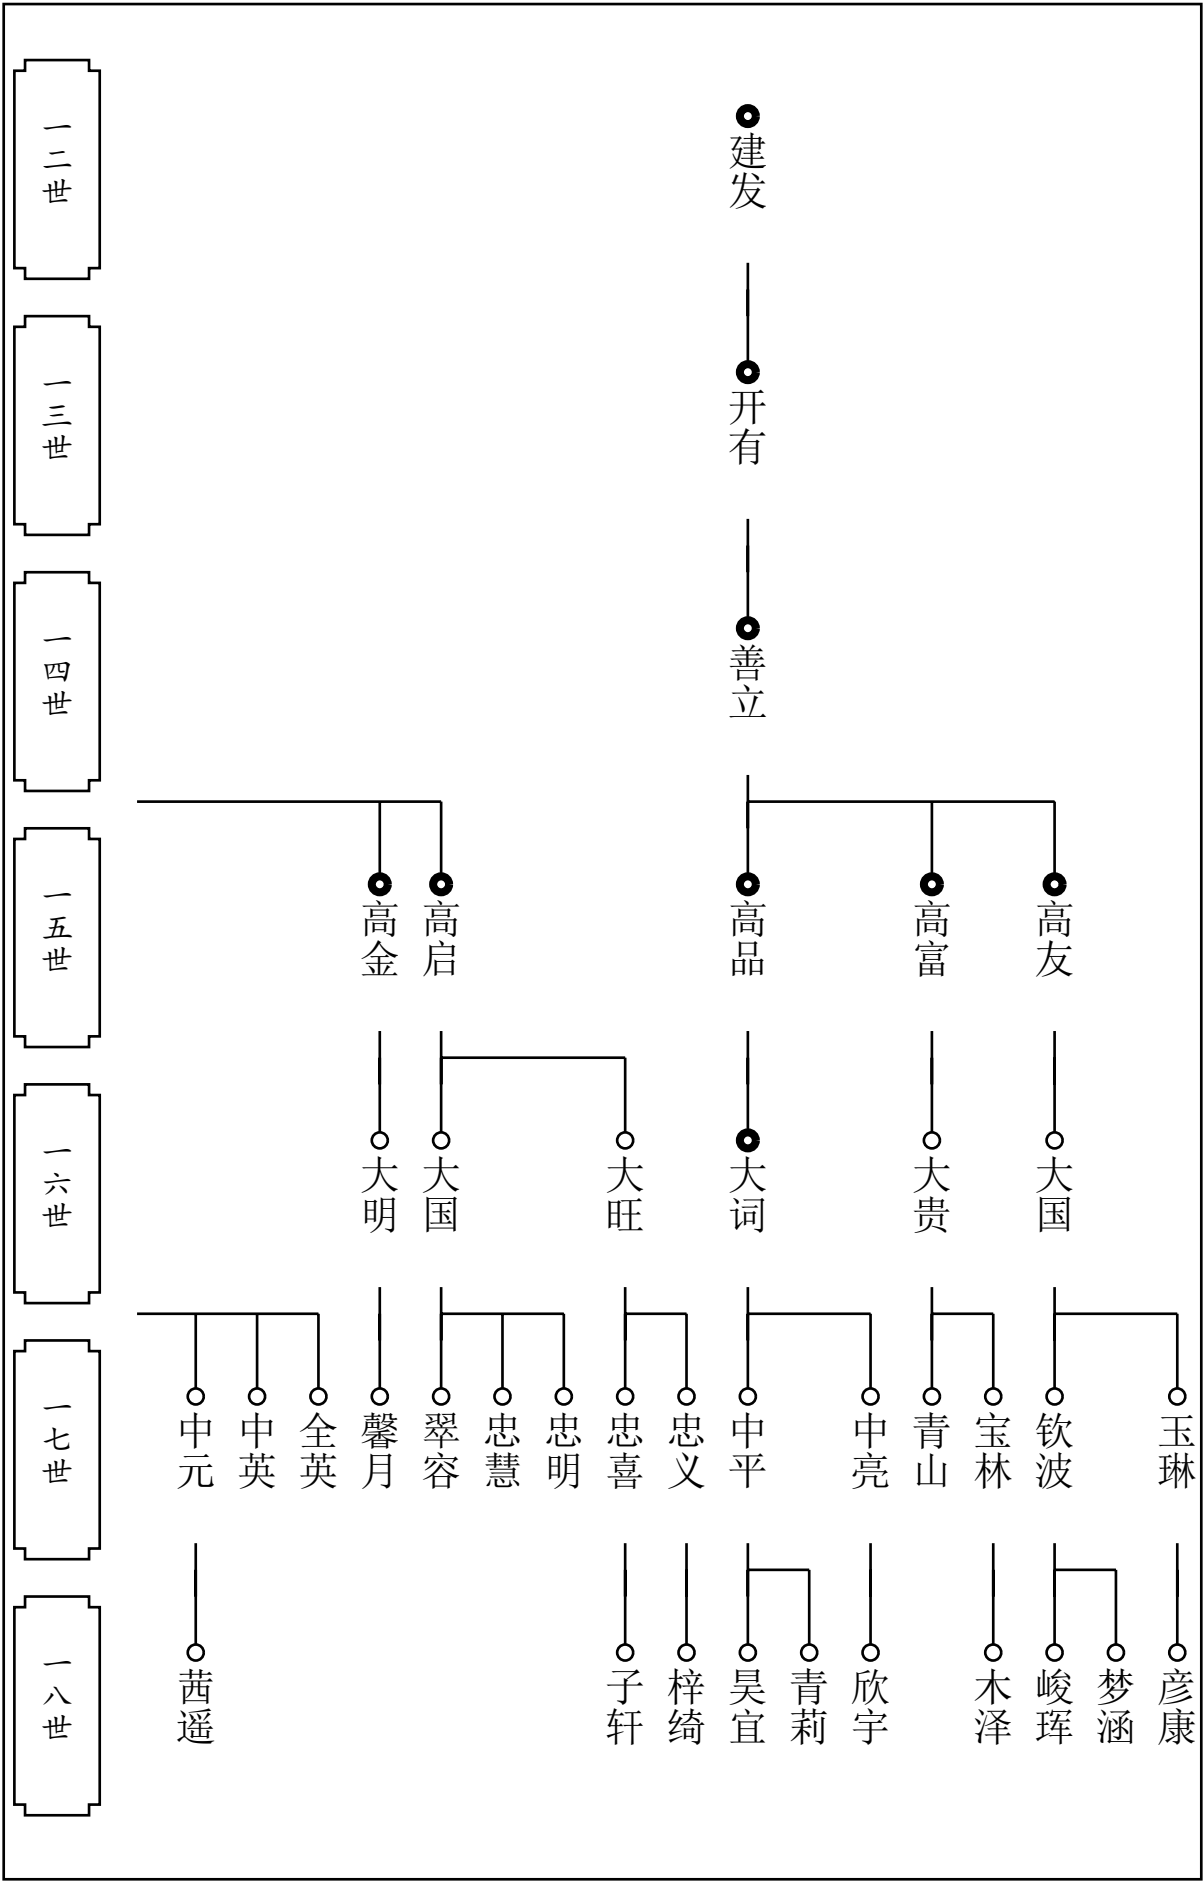 一二世
建发
一三世
开有
一四世
善立
一五世
高金
高启
高品
高富
高友
一六世
大明
大国
大旺
大词
大贵
大国
一七世
中元
中英
全英
馨月
翠容
忠慧
忠明
忠喜
忠义
中平
中亮
青山
宝林
钦波
玉琳
一八世
茜遥
子轩
梓绮
昊宜
青莉
欣宇
木泽
峻珲
梦涵
彦康